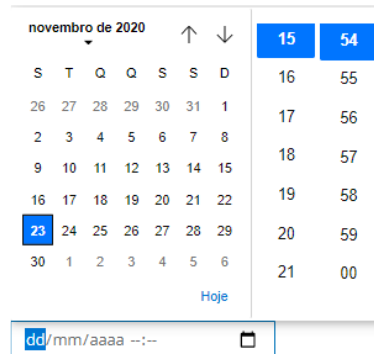 novembro de 2020
S T Q Q S S D
26 27 28 29 30 31 1
2 3 4 5 6 7 8
9 10 11 12 13 14 15
16 17 18 19 20 21 22
23 24 25 26 27 28 29
30 1 2 3 4 5 6
Hoje
15 54
16 55
17 56
18 57
19 58
20 59
21 00
dd/mm/aaaa --:--